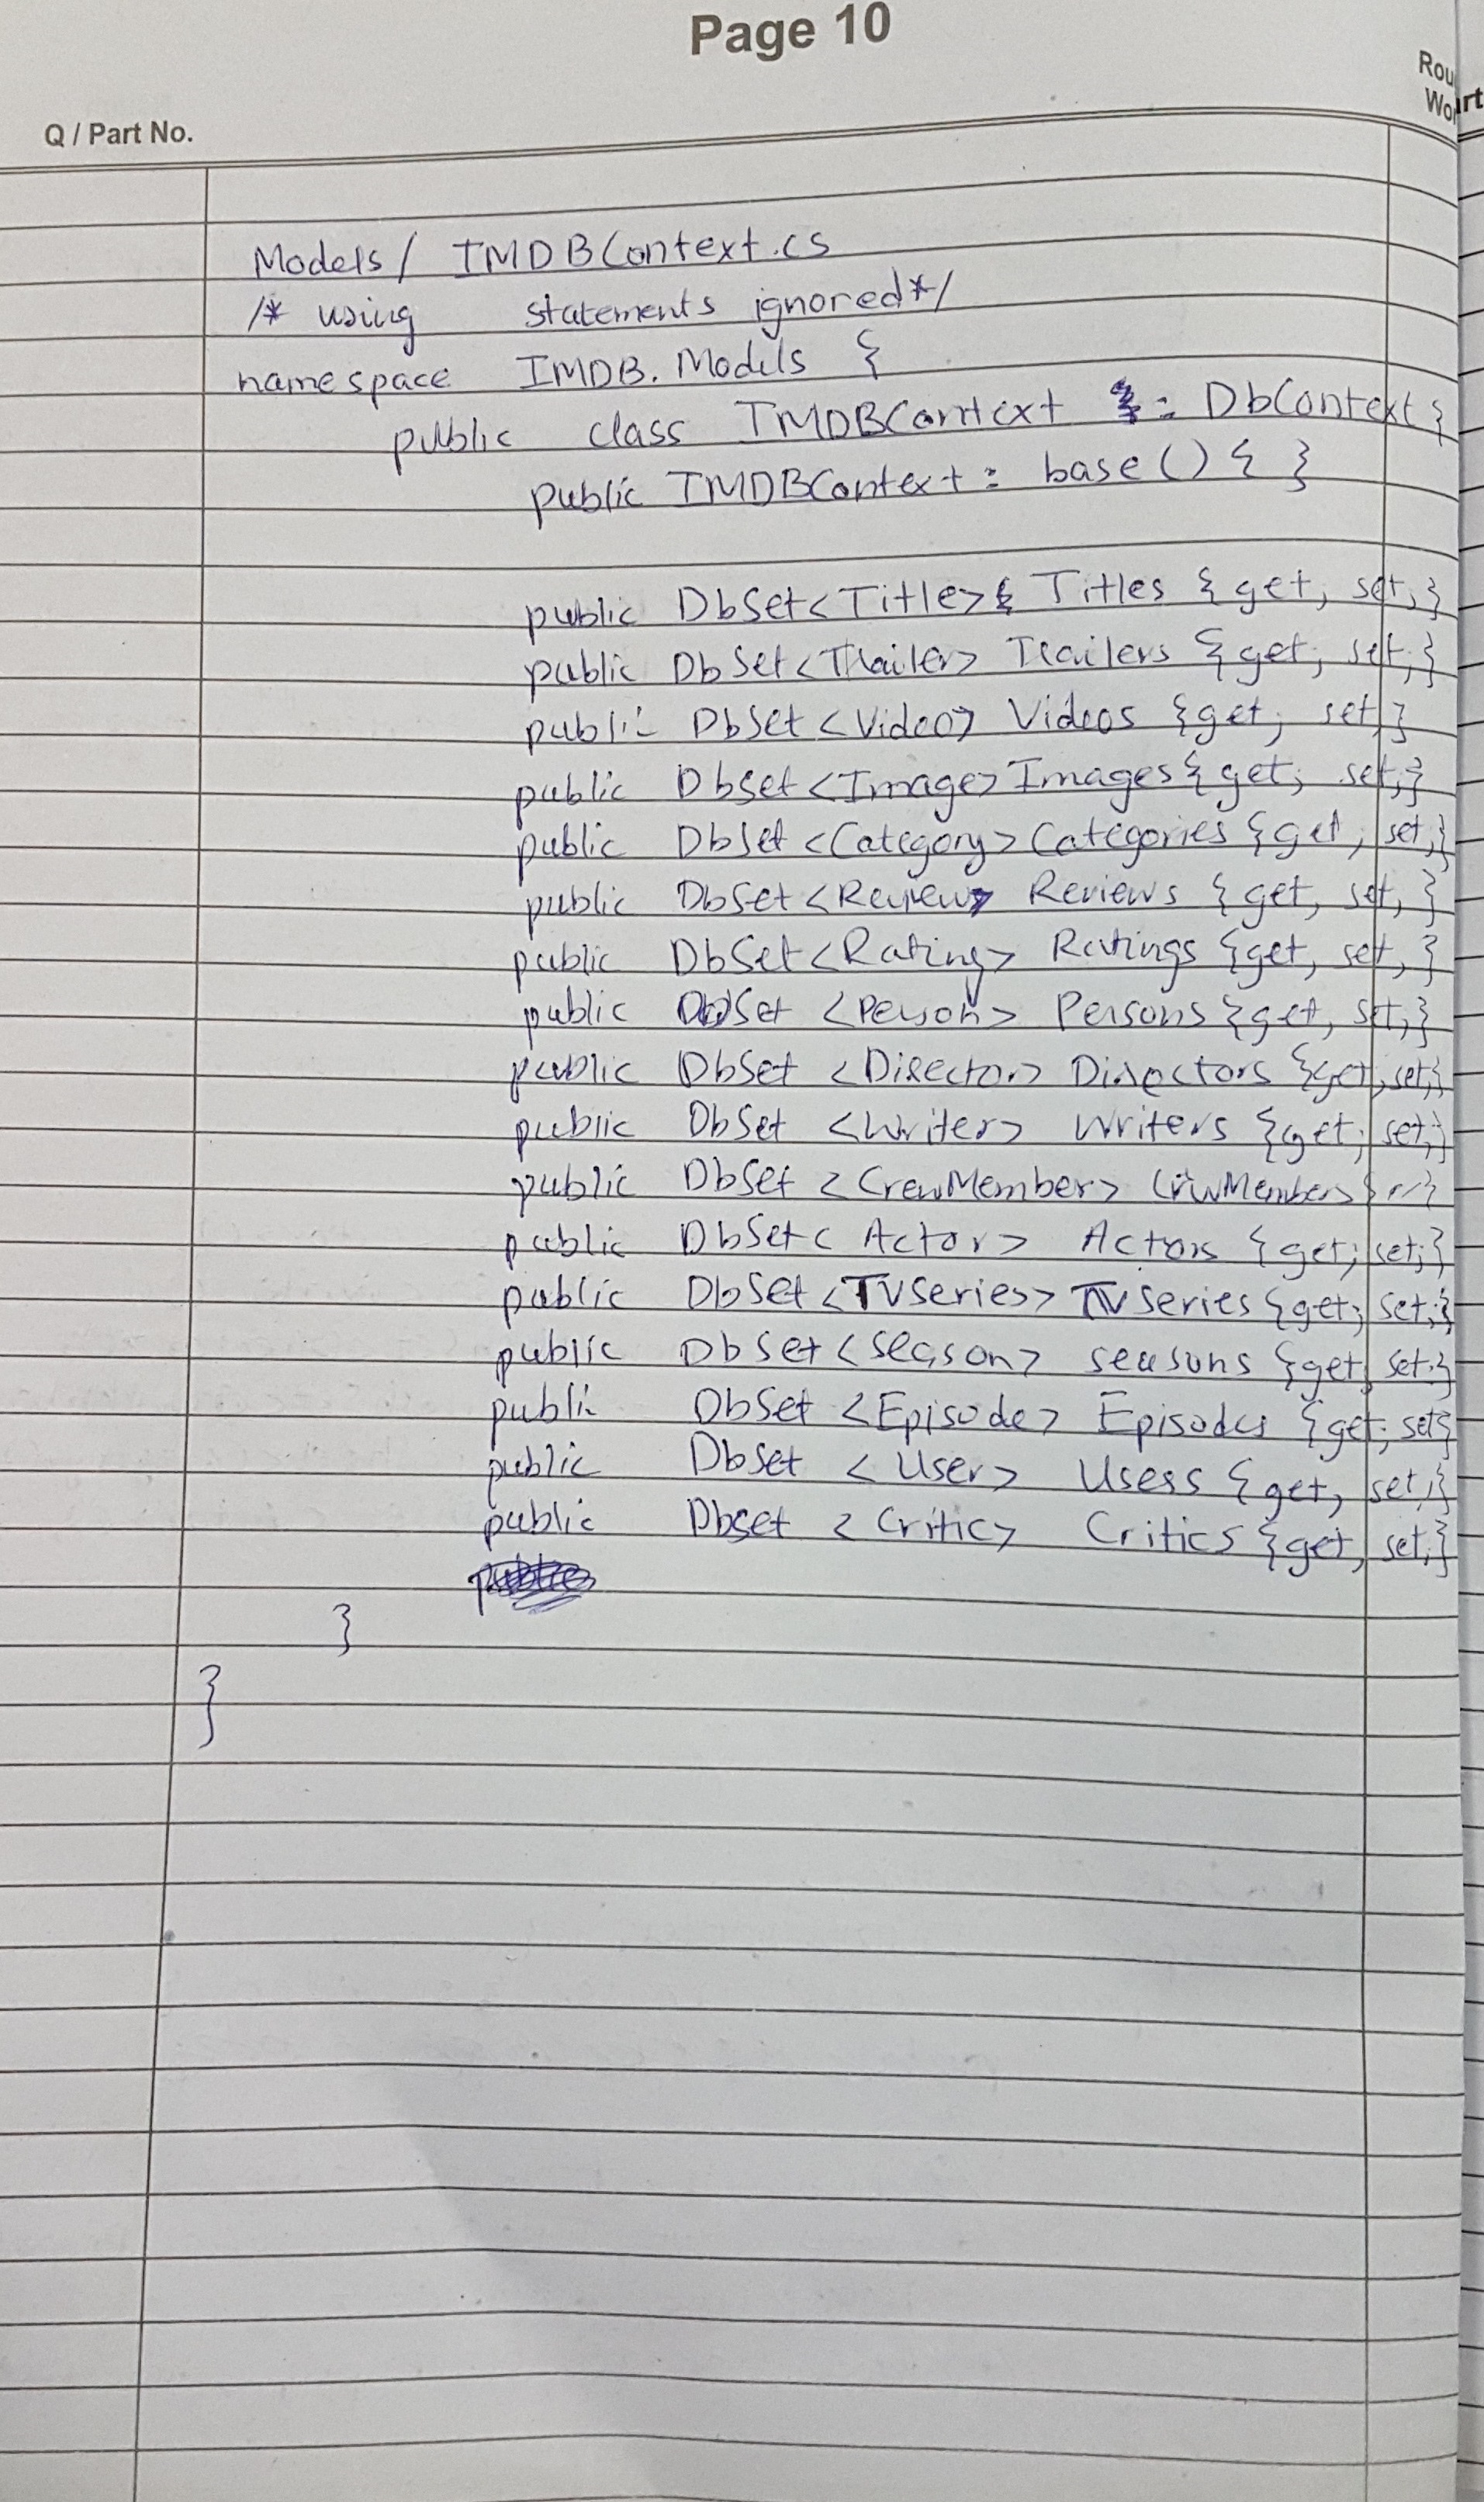 Page 10
Rou
Wor
art
Q / Part No.
Models/ IMDBContext.cs
/* using statements ignored*/
namespace IMDB.Models {
public class IMDBContext : DbContext {
public IMDBContext : base() { }
public DbSet<Title> Titles { get; set; }
public DbSet<Trailer> Trailers { get; set; }
public DbSet<Video> Videos {get; set;}
public DbSet<Image> Images { get; set;}
public DbSet<Category> Categories {get; set;}
public DbSet<Review> Reviews { get; set; }
public DbSet<Rating> Ratings {get; set; }
public DbSet <Person> Persons {get; set;}
public DbSet <Director> Directors {get; set;}
public DbSet <Writer> Writers {get; set;}
public DbSet <CrewMember> CrewMembers { }
public DbSet< Actor> Actors {get; set;}
public DbSet<TVSeries> TVSeries {get; set;}
public DbSet<Season> seasons {get; set;}
public DbSet <Episode> Episodes {get; set}
public DbSet <User> Users {get; set;}
public Dbset <Critic> Critics {get; set;}
}
}